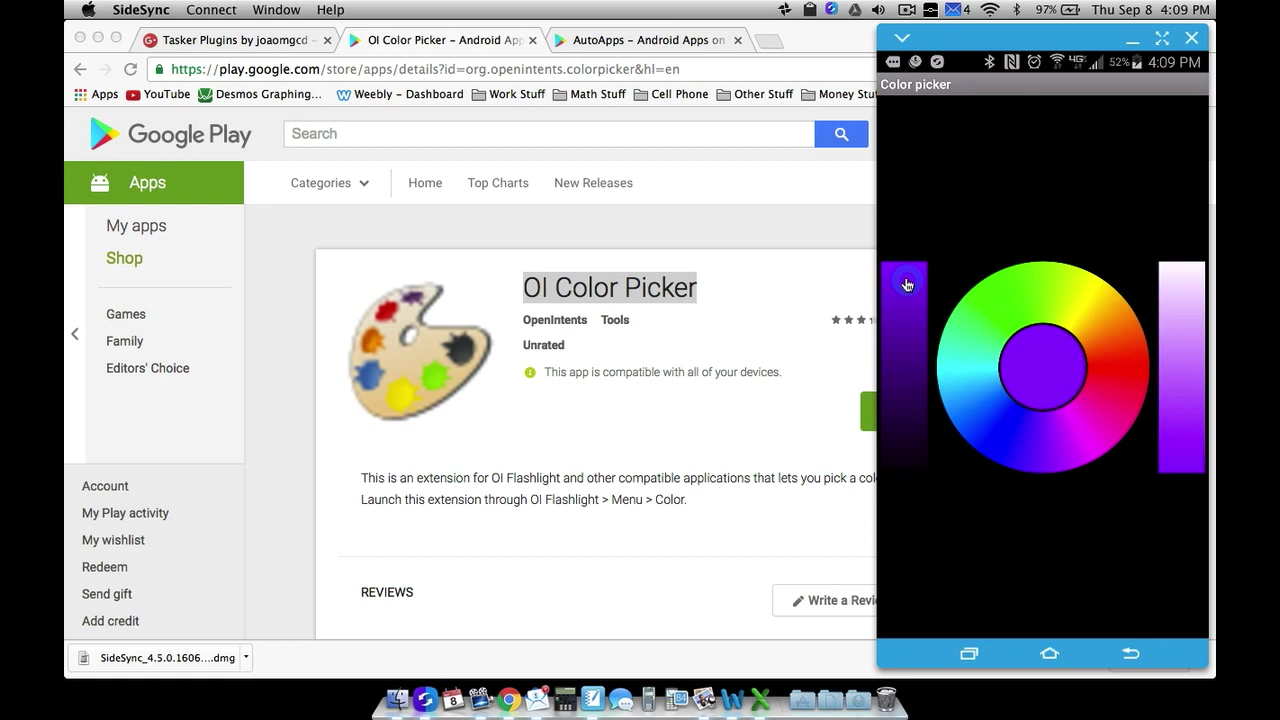 SideSync Connect Window Help
4 97% Thu Sep 8 4:09 PM
Tasker Plugins by joaomgcd
OI Color Picker – Android App
AutoApps – Android Apps on
https://play.google.com/store/apps/details?id=org.openintents.colorpicker&hl=en
Apps YouTube Desmos Graphing... Weebly – Dashboard Work Stuff Math Stuff Cell Phone Other Stuff Money Stu
Google Play
Search
Apps
Categories Home Top Charts New Releases
My apps
Shop
Games
Family
Editors' Choice
Account
My Play activity
My wishlist
Redeem
Send gift
Add credit
OI Color Picker
OpenIntents Tools
Unrated
This app is compatible with all of your devices.
This is an extension for OI Flashlight and other compatible applications that lets you pick a col
Launch this extension through OI Flashlight > Menu > Color.
REVIEWS
Write a Revi
4G 52% 4:09 PM
Color picker
SideSync_4.5.0.1606....dmg
8